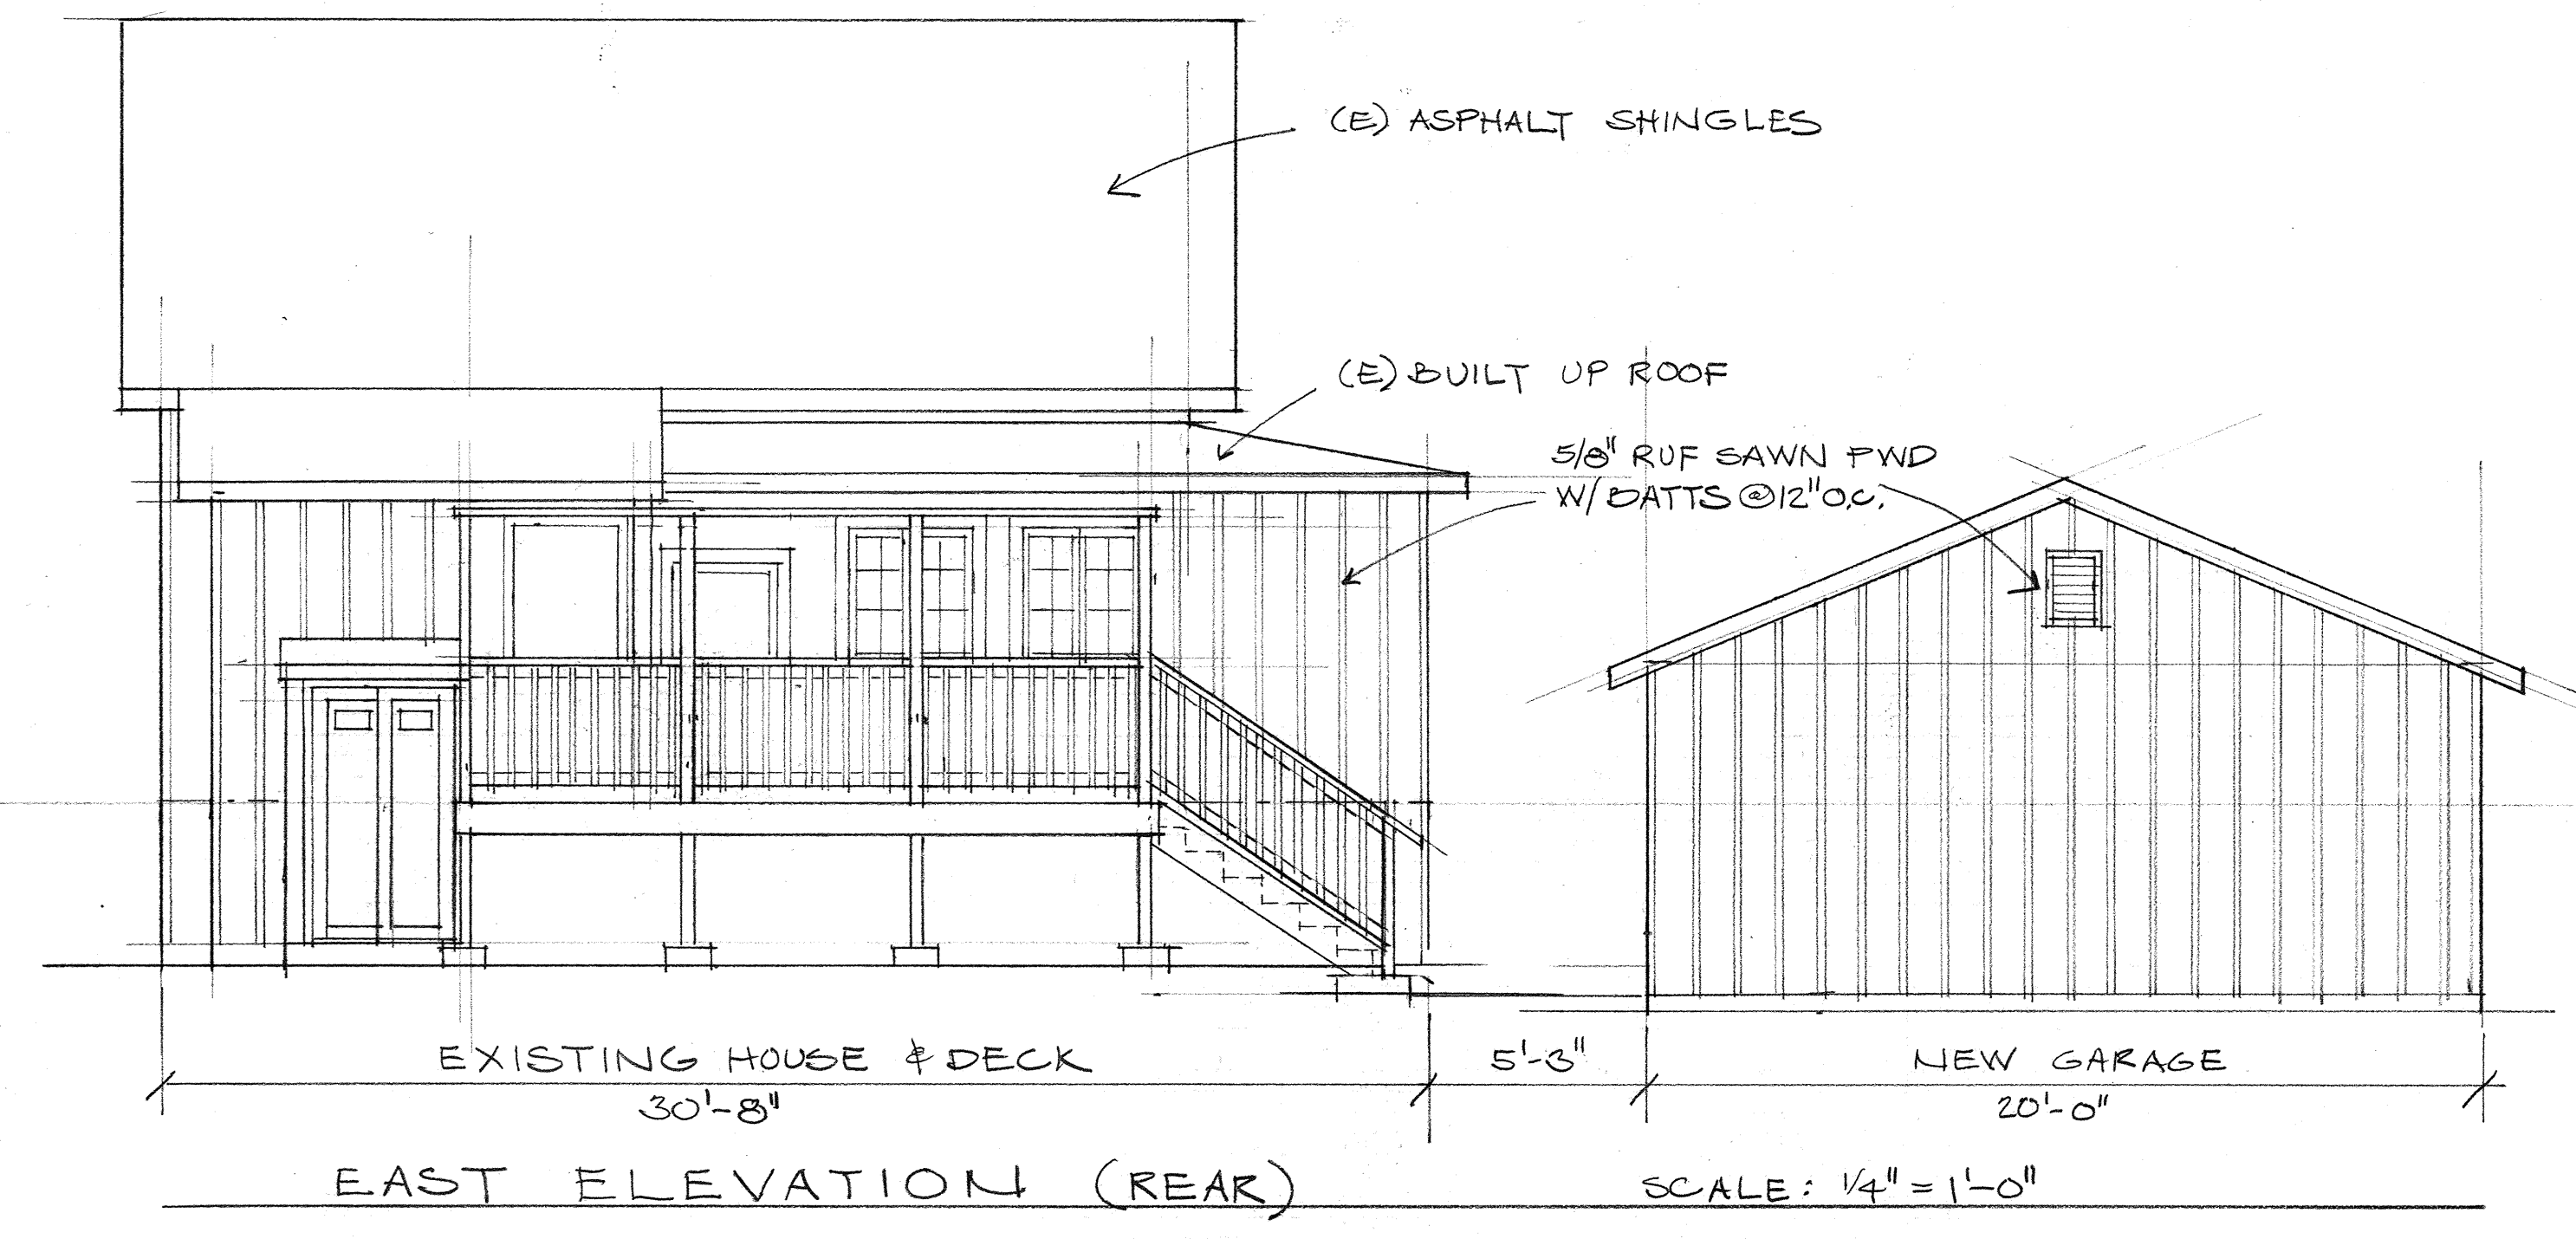 (E) ASPHALT SHINGLES
(E) BUILT UP ROOF
5/8" RUF SAWN PWD
W/ BATTS @ 12" O.C.
EXISTING HOUSE & DECK
30'-8"
5'-3"
NEW GARAGE
20'-0"
EAST ELEVATION (REAR)
SCALE: 1/4" = 1'-0"